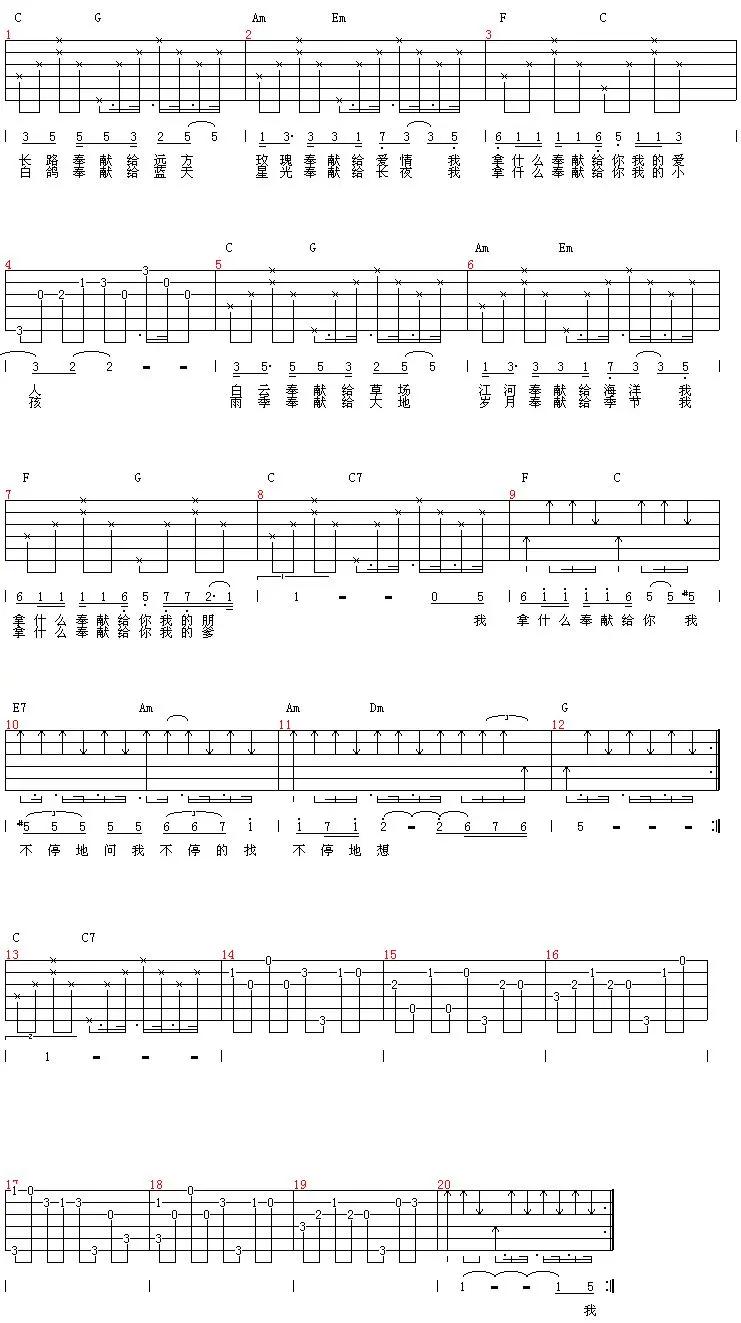 C G Am Em F C
1 2 3
3 5 5 5 3 2 5 5 1 3· 3 3 1 7 3 3 5 6 1 1 1 1 6 5 1 1 3
长路奉献给远方 玫瑰奉献给爱情 我 拿什么奉献给你我的爱
白鸽奉献给蓝天 星光奉献给长夜 我 拿什么奉献给你我的小
C G Am Em
4 5 6
3 0 2 1 3 0 3 0 0
3 2 2 - - 3 5· 5 5 3 2 5 5 1 3· 3 3 1 7 3 3 5
人 白云奉献给草场 江河奉献给海洋 我
孩 雨季奉献给大地 岁月奉献给季节 我
F G C C7 F C
7 8 9
6 1 1 1 1 6 5 7 7 2· 1 1 - - 0 5 6 1 1 1 1 6 5 5 #5
拿什么奉献给你我的朋 我 拿什么奉献给你 我
拿什么奉献给你我的爹
E7 Am Am Dm G
10 11 12
#5 5 5 5 5 6 6 7 1 1 7 1 2 - 2 6 7 6 5 - - -
不停地问我不停的找 不停地想
C C7
13 14 15 16
1 0 0 0 3 3 1 0 2 0 1 0 0 3 2 0 3 2 1 2 0 3 1 0
1 - - -
17 18 19 20
3 1 0 3 1 3 3 0 3 3 1 0 0 0 3 3 1 0 3 2 1 2 0 3 0 3
1 - - 1 5
我